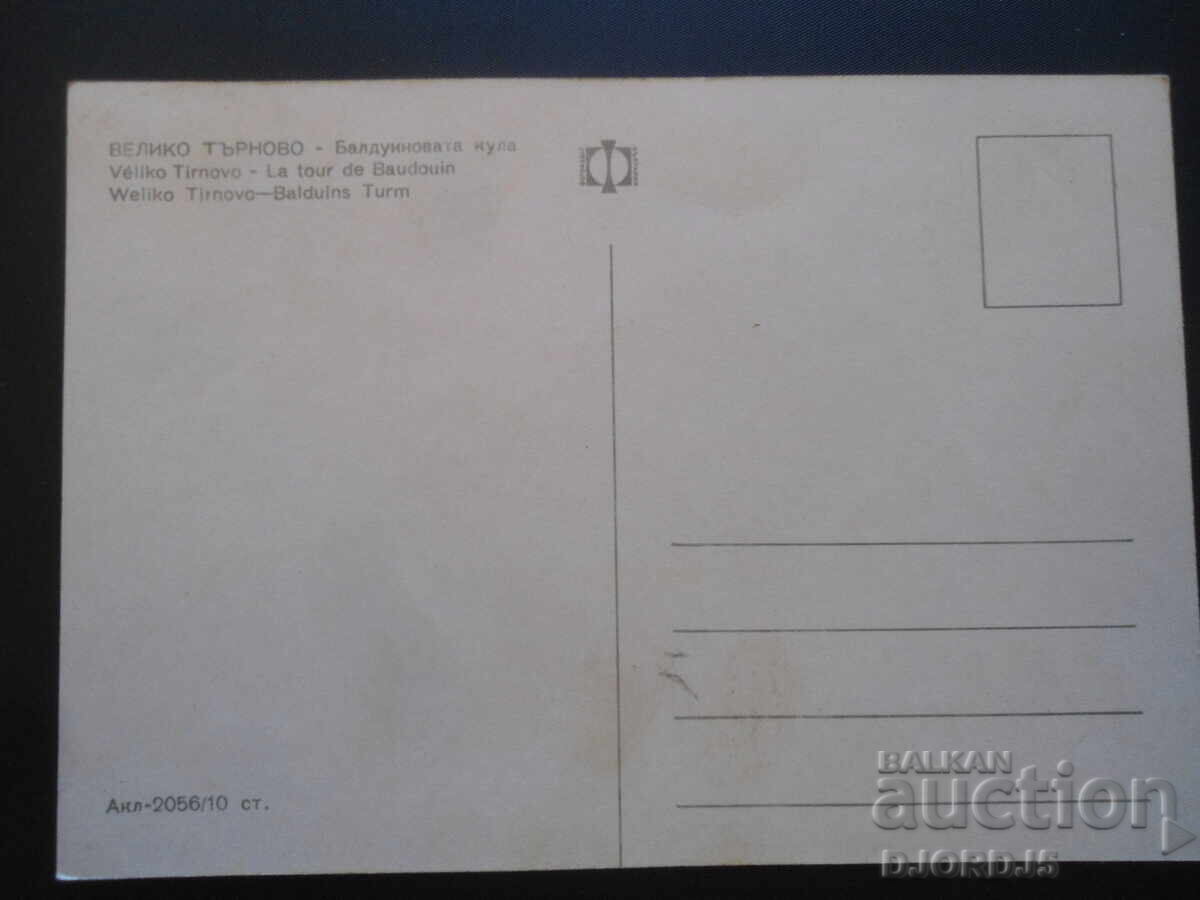 ВЕЛИКО ТЪРНОВО - Балдуиновата кула
Véliko Tirnovo - La tour de Baudouin
Weliko Tirnovo—Balduins Turm
Акл-2056/10 ст.
BALKAN
auction
DJORDJ5